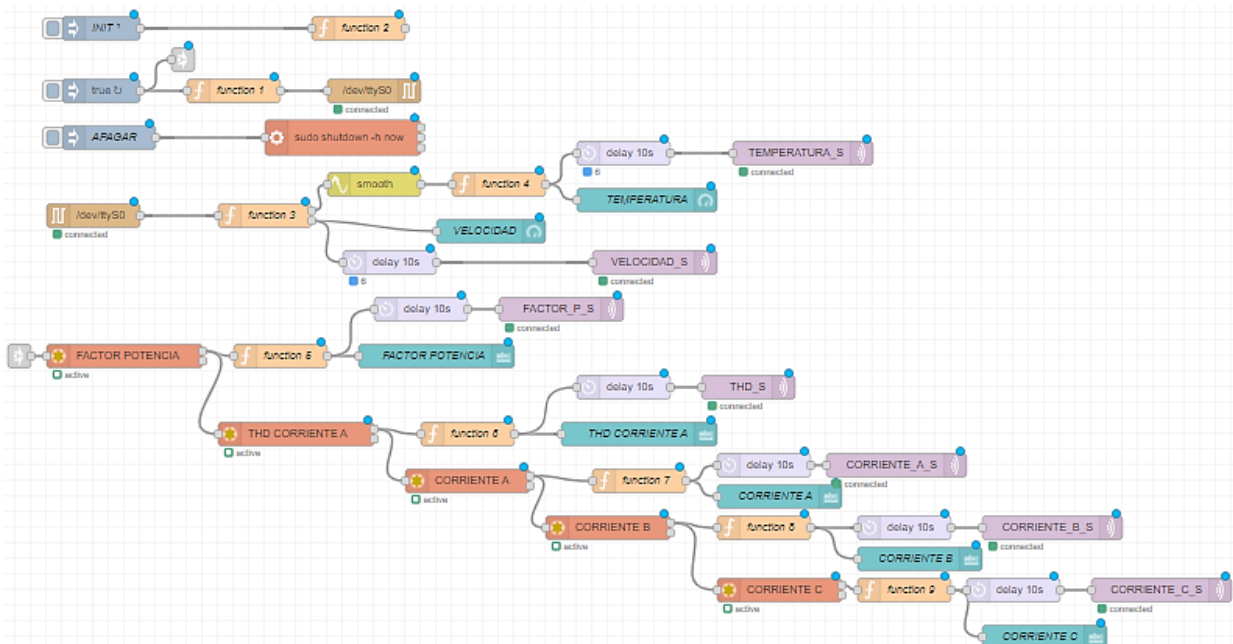 INIT ¹
function 2
true ↻
function 1
/dev/ttyS0
connected
APAGAR
sudo shutdown -h now
delay 10s
6
TEMPERATURA_S
connected
smooth
function 4
TEMPERATURA
/dev/ttyS0
connected
function 3
VELOCIDAD
delay 10s
6
VELOCIDAD_S
connected
delay 10s
FACTOR_P_S
connected
FACTOR POTENCIA
active
function 5
FACTOR POTENCIA
delay 10s
THD_S
connected
THD CORRIENTE A
active
function 6
THD CORRIENTE A
delay 10s
CORRIENTE_A_S
connected
CORRIENTE A
active
function 7
CORRIENTE A
CORRIENTE B
active
function 8
delay 10s
CORRIENTE_B_S
connected
CORRIENTE B
CORRIENTE C
active
function 9
delay 10s
CORRIENTE_C_S
connected
CORRIENTE C